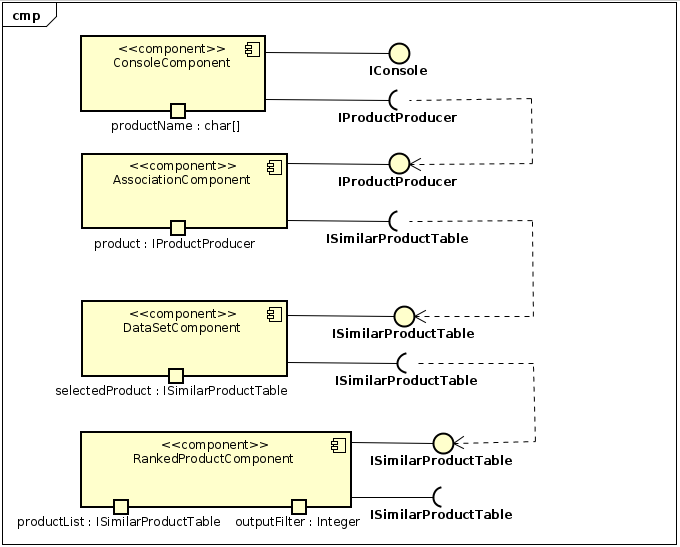 cmp
<<component>>
ConsoleComponent
IConsole
IProductProducer
productName : char[]
<<component>>
AssociationComponent
IProductProducer
ISimilarProductTable
product : IProductProducer
<<component>>
DataSetComponent
ISimilarProductTable
ISimilarProductTable
selectedProduct : ISimilarProductTable
<<component>>
RankedProductComponent
ISimilarProductTable
ISimilarProductTable
productList : ISimilarProductTable
outputFilter : Integer